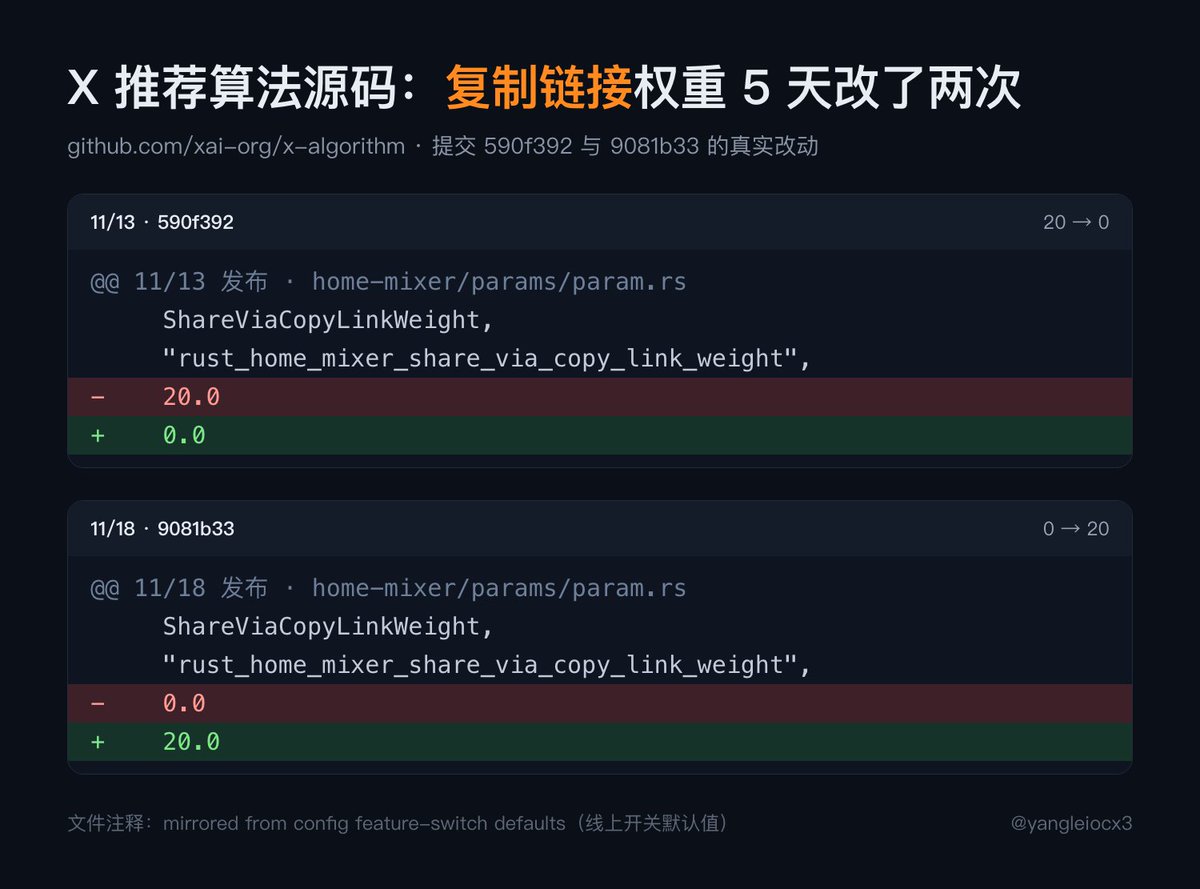 X 推荐算法源码：复制链接权重 5 天改了两次
github.com/xai-org/x-algorithm · 提交 590f392 与 9081b33 的真实改动
11/13 · 590f392 20 → 0
@@ 11/13 发布 · home-mixer/params/param.rs
ShareViaCopyLinkWeight,
"rust_home_mixer_share_via_copy_link_weight",
- 20.0
+ 0.0
11/18 · 9081b33 0 → 20
@@ 11/18 发布 · home-mixer/params/param.rs
ShareViaCopyLinkWeight,
"rust_home_mixer_share_via_copy_link_weight",
- 0.0
+ 20.0
文件注释：mirrored from config feature-switch defaults（线上开关默认值） @yangleiocx3